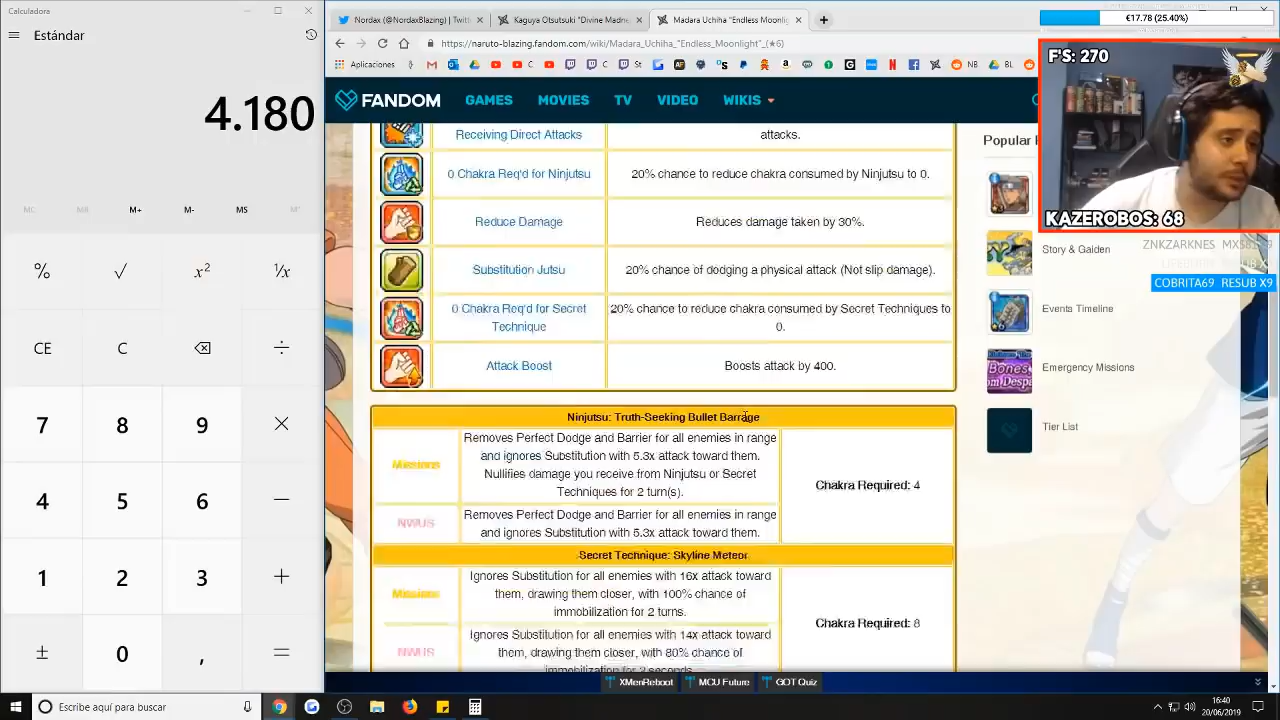 Calculadora
Estándar
4.180
MC MR M+ M- MS M˅
% √ x² ¹/x
CE C ÷
7 8 9 ×
4 5 6 −
1 2 3 +
± 0 , =
Nordax (@NordaxBlazing) | Twitt
Kaguya Otsutsuki "Divine Madne
Madara Uchiha "Endless Moonlig
https://naruto-blazing.fandom.com/wiki/Madara_Uchiha_"Endless_Moonlight"_(★6)
FANDOM GAMES MOVIES TV VIDEO WIKIS
Receiving Direct Attacks
attacks.
0 Chakra Req'd for Ninjutsu
20% chance to reduce chakra consumed by Ninjutsu to 0.
Reduce Damage
Reduces damage taken by 30%.
Substitution Jutsu
20% chance of dodging a physical attack (Not slip damage).
0 Chakra Req'd for Secret
Technique
20% chance to reduce chakra consumed by Secret Techniques to
0.
Attack Boost
Boosts attack by 400.
Ninjutsu: Truth-Seeking Bullet Barrage
Missions
Removes Perfect Dodge and Barrier for all enemies in range
and ignores Substitution with 5.3x attack toward them.
Nullifies damage you receive from Ninjutsu or Secret
Techniques for 2 turn(s).
Chakra Required: 4
NWUS
Removes Perfect Dodge and Barrier for all enemies in range
and ignores Substitution with 5.3x attack toward them.
Secret Technique: Skyline Meteor
Missions
Ignores Substitution for all enemies with 16x attack toward
them, drawing them closer, with 100% chance of
immobilization for 2 turns.
Chakra Required: 8
NWUS
Ignores Substitution for all enemies with 14x attack toward
them, drawing them closer, with 80% chance of
immobilization for 2 seconds.
Popular
Story & Gaiden
Events Timeline
Emergency Missions
Tier List
€17.78 (25.40%)
F'S: 270
KAZEROBOS: 68
ZNKZARKNES
COBRITA69 RESUB X9
XMenReboot MCU Future GOT Quiz
Escribe aquí para buscar
16:40
20/06/2019